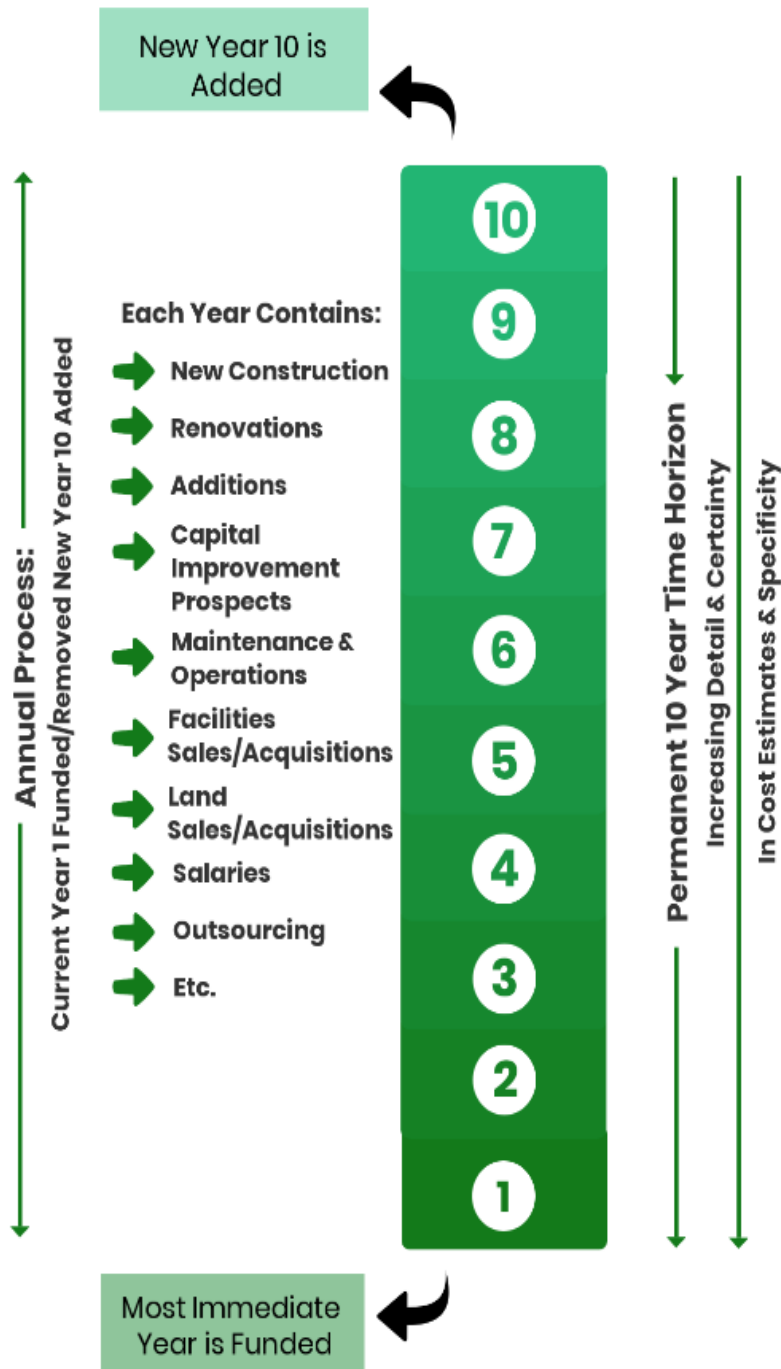 New Year 10 is
Added
Annual Process:
Current Year 1 Funded/Removed New Year 10 Added
Each Year Contains:
New Construction
Renovations
Additions
Capital
Improvement
Prospects
Maintenance &
Operations
Facilities
Sales/Acquisitions
Land
Sales/Acquisitions
Salaries
Outsourcing
Etc.
10
9
8
7
6
5
4
3
2
1
Permanent 10 Year Time Horizon
Increasing Detail & Certainty
In Cost Estimates & Specificity
Most Immediate
Year is Funded